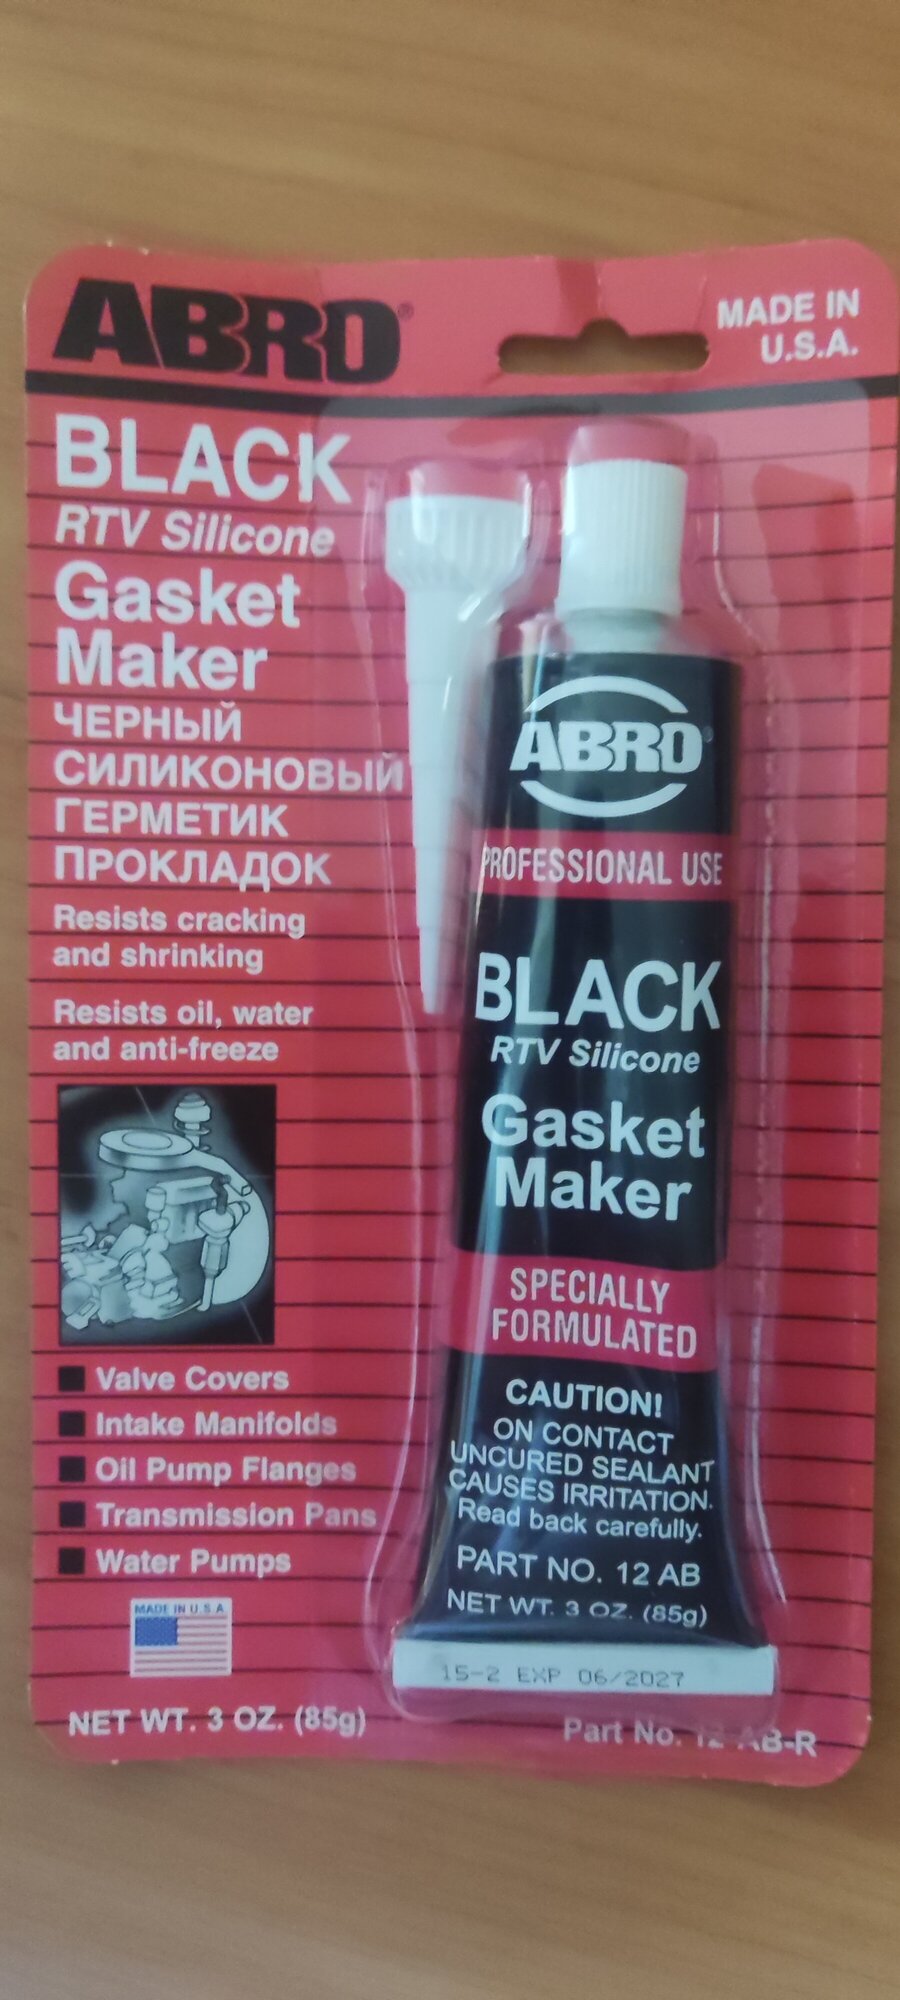 ABRO®
MADE IN
U.S.A.
BLACK
RTV Silicone
Gasket
Maker
ЧЕРНЫЙ
СИЛИКОНОВЫЙ
ГЕРМЕТИК
ПРОКЛАДОК
Resists cracking
and shrinking
Resists oil, water
and anti-freeze
Valve Covers
Intake Manifolds
Oil Pump Flanges
Transmission Pans
Water Pumps
MADE IN U.S.A.
NET WT. 3 OZ. (85g)
ABRO®
PROFESSIONAL USE
BLACK
RTV Silicone
Gasket
Maker
SPECIALLY
FORMULATED
CAUTION!
ON CONTACT
UNCURED SEALANT
CAUSES IRRITATION.
Read back carefully.
PART NO. 12 AB
NET WT. 3 OZ. (85g)
15-2 EXP 06/2027
Part No. 12-AB-R